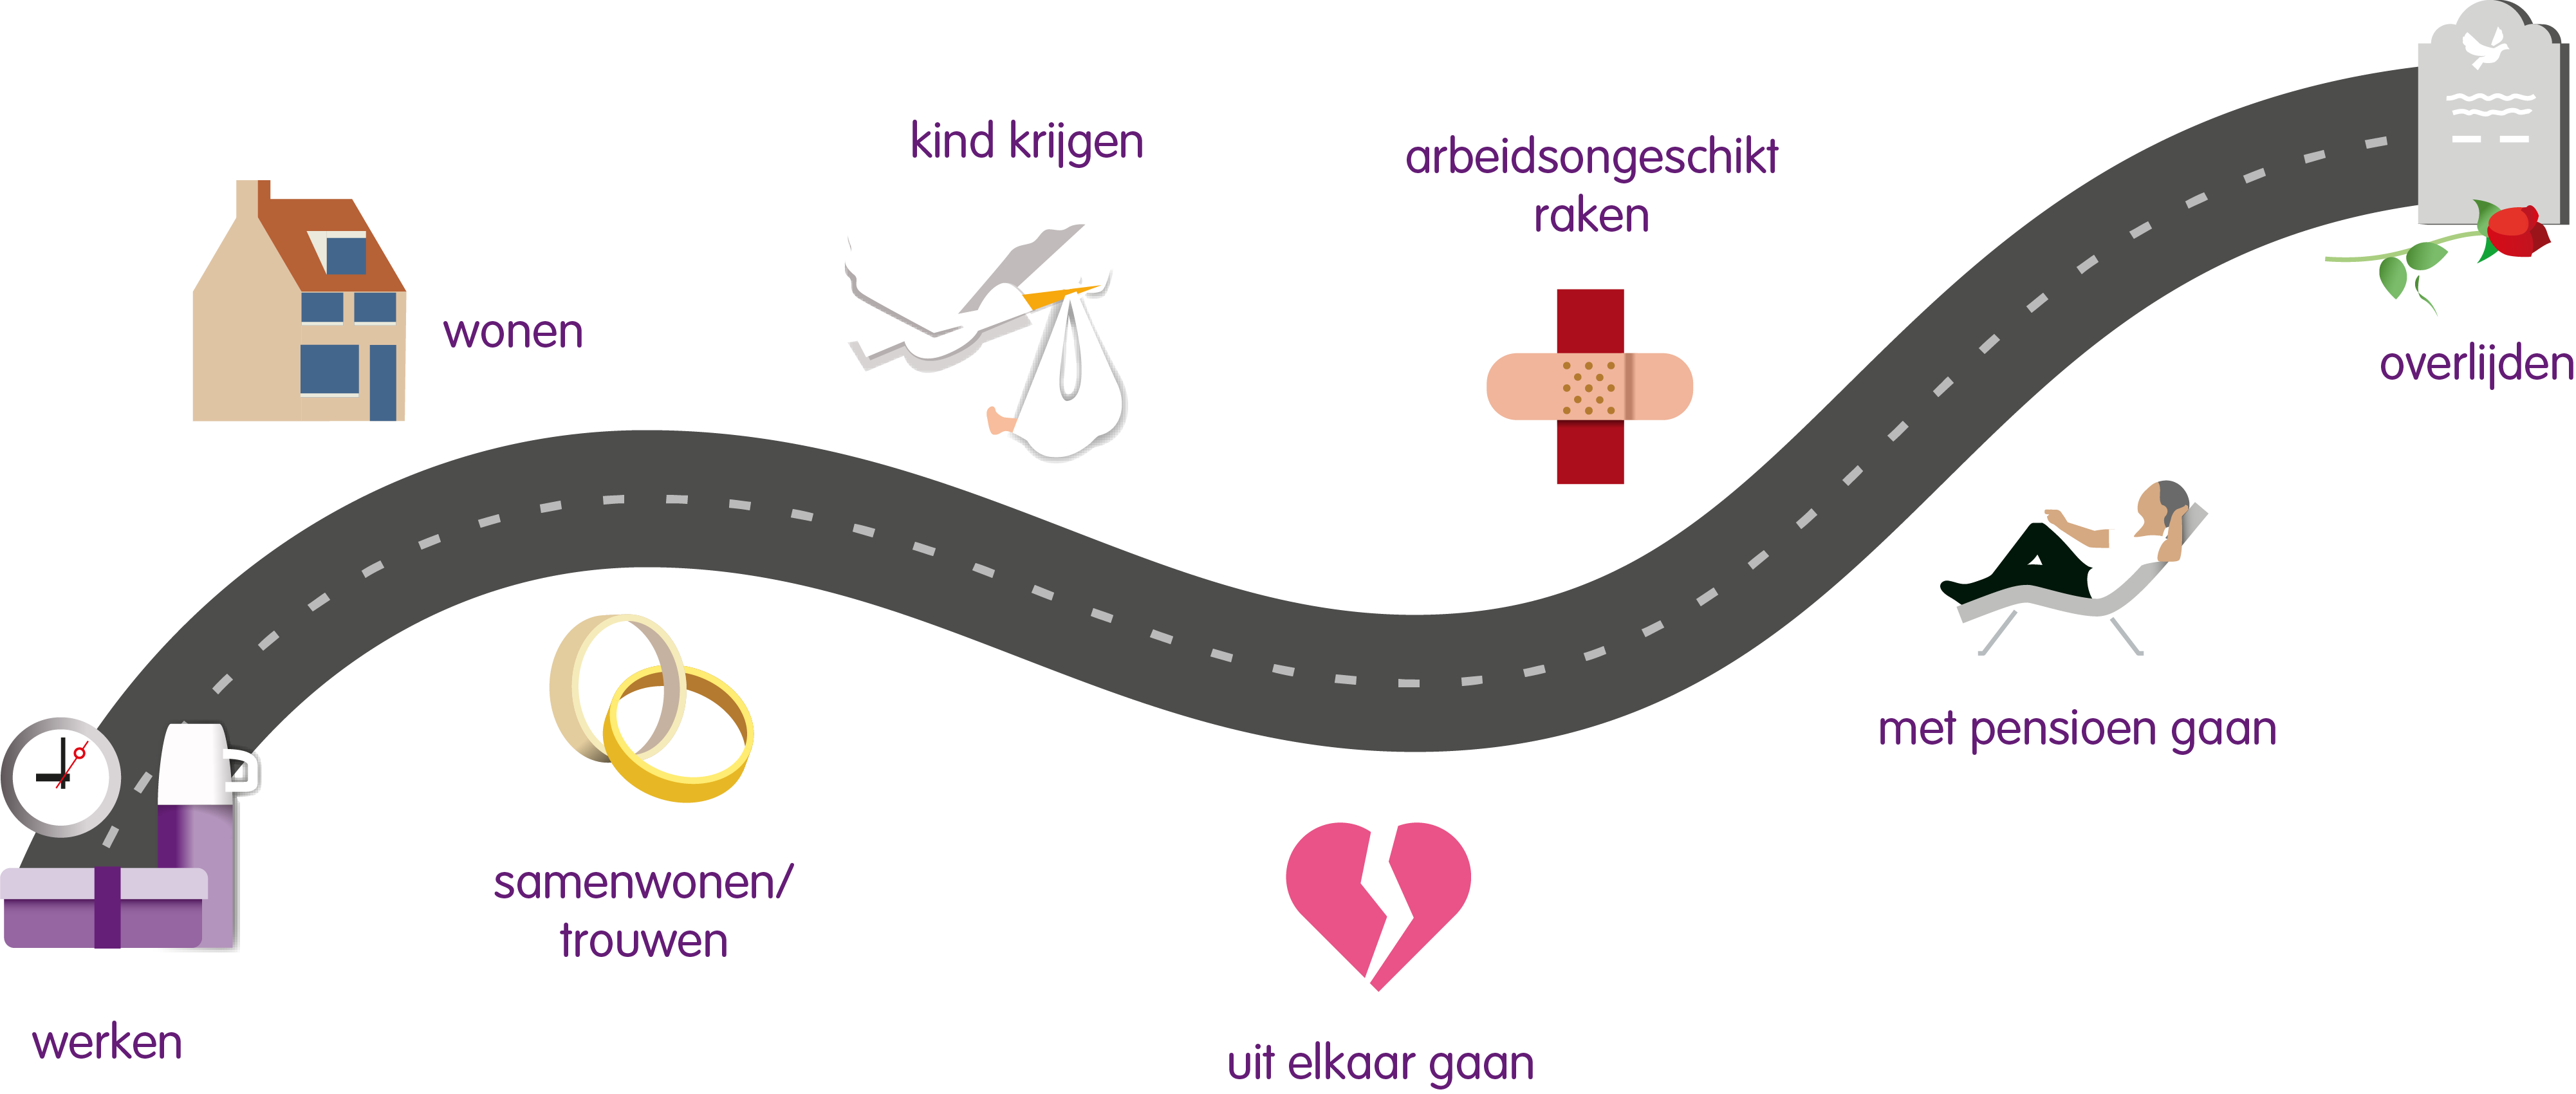 kind krijgen
arbeidsongeschikt
raken
wonen
overlijden
met pensioen gaan
samenwonen/
trouwen
werken
uit elkaar gaan